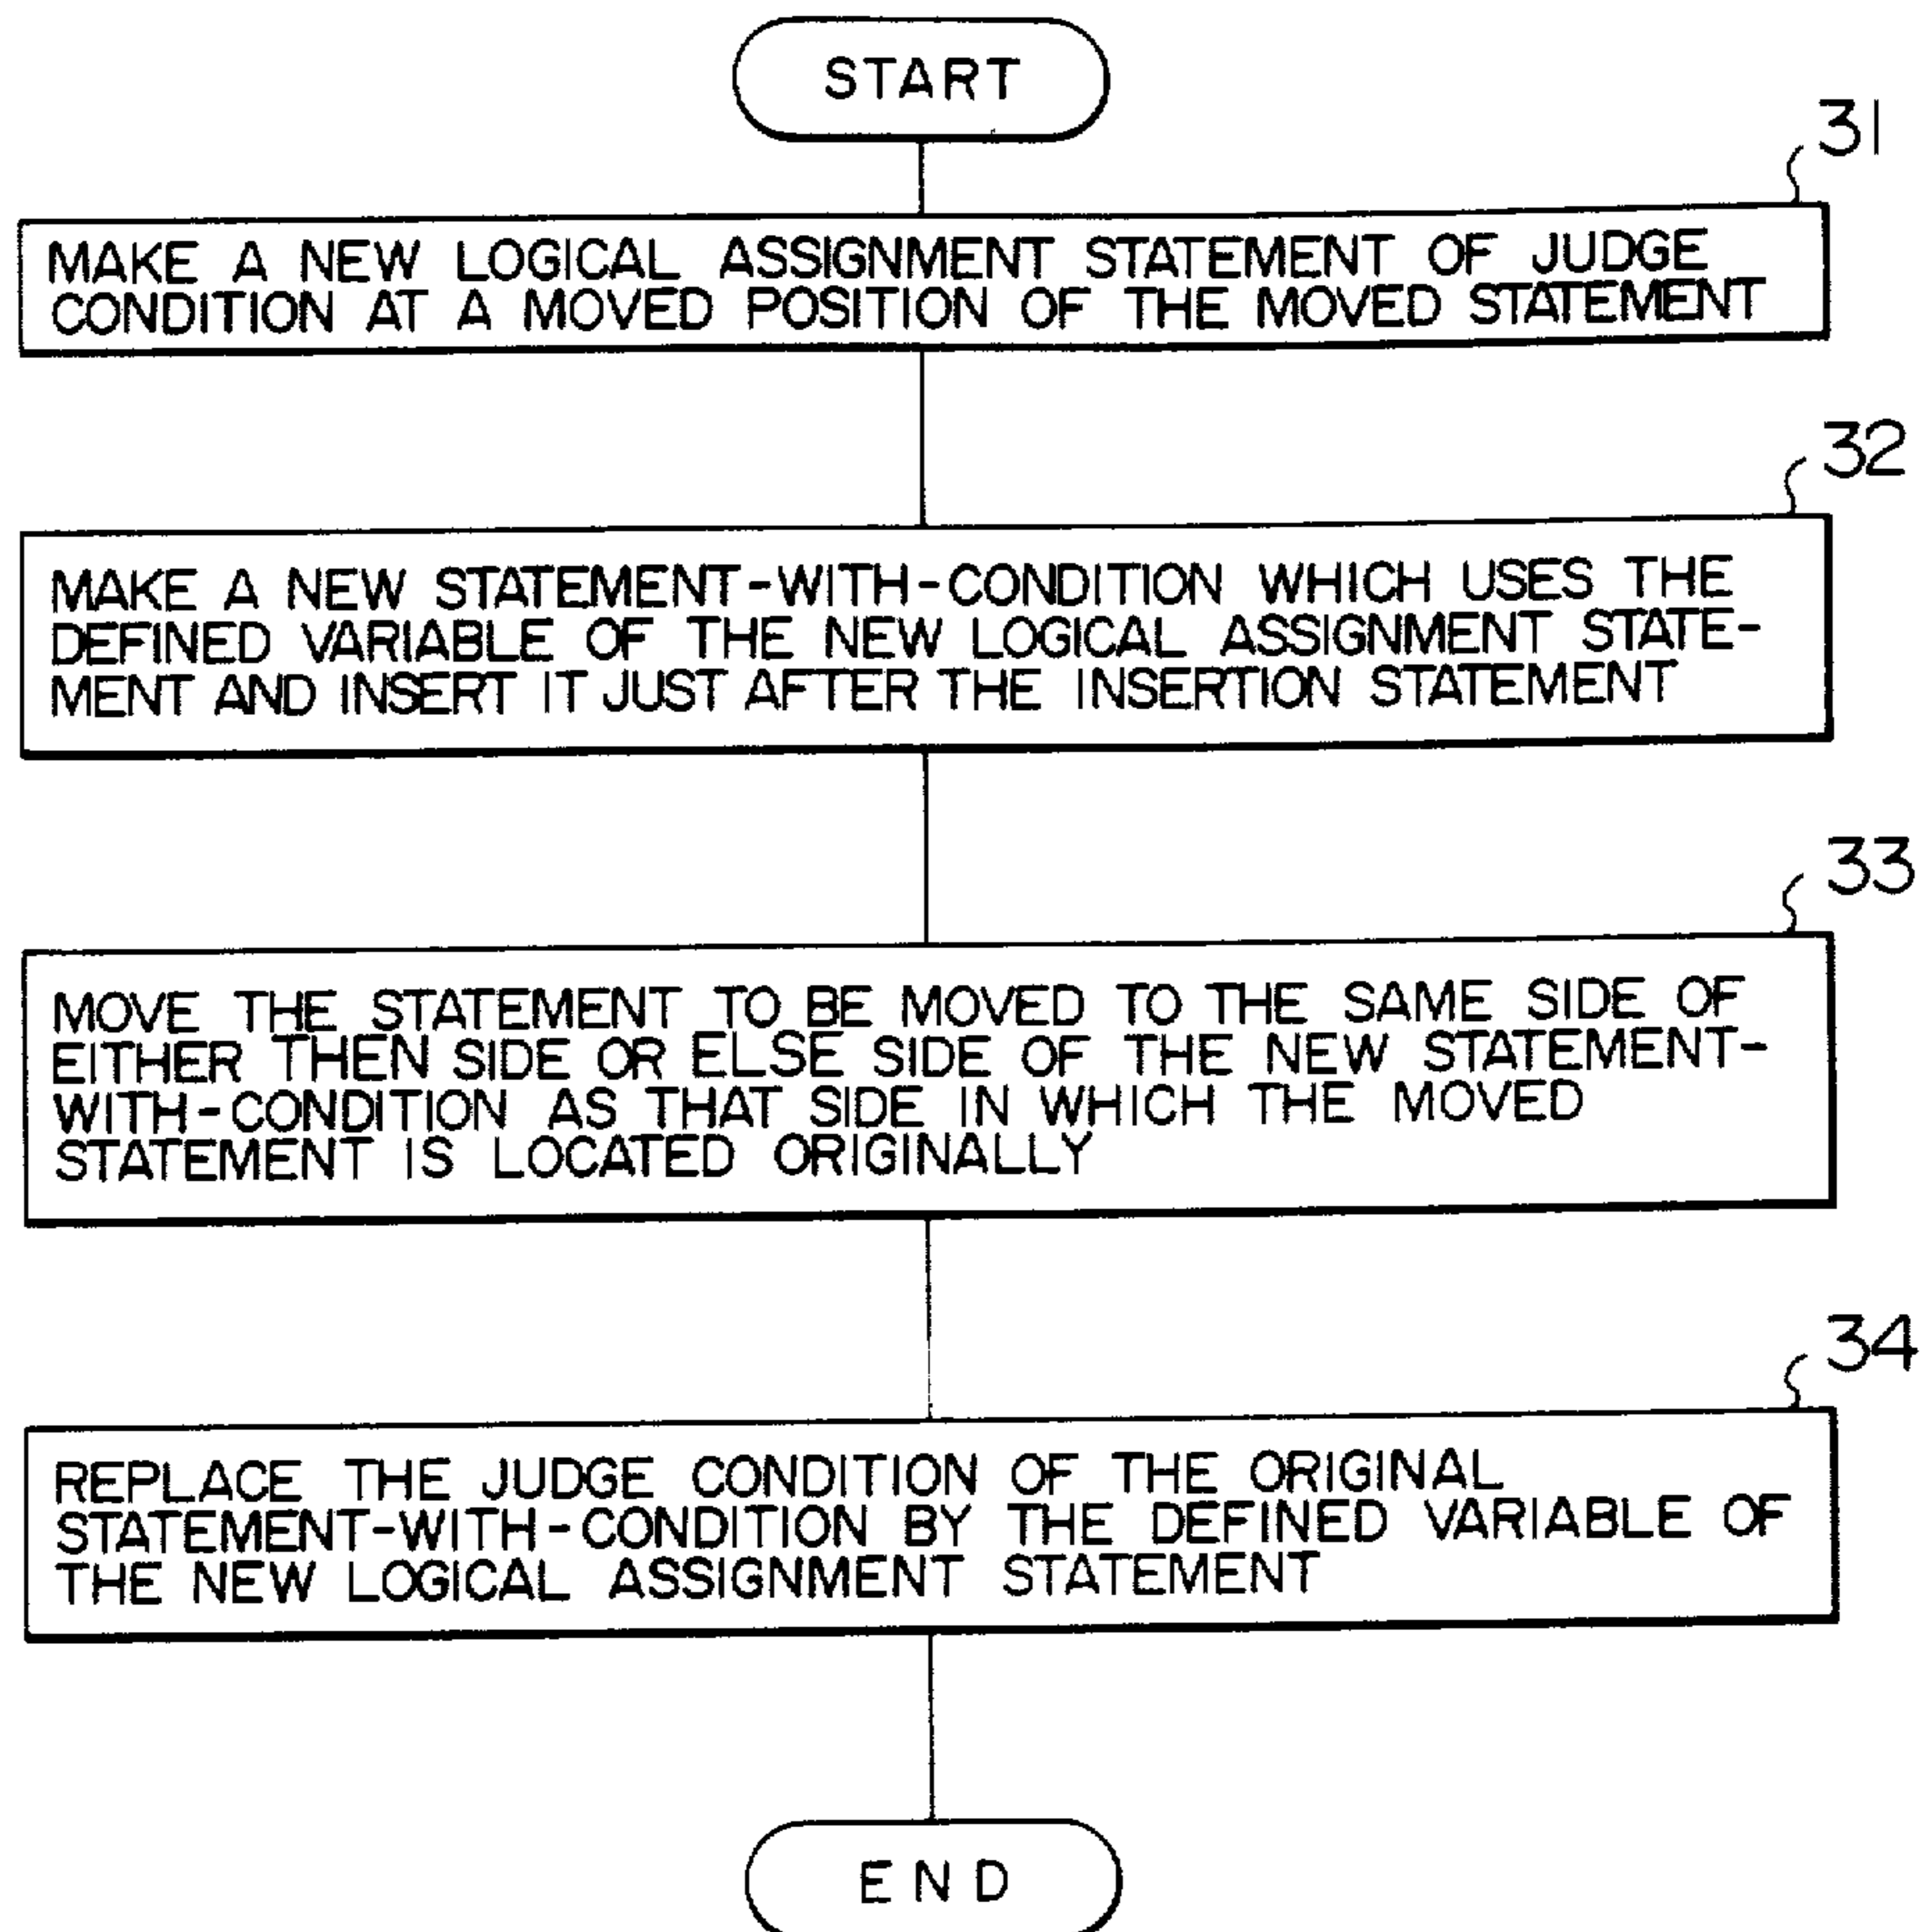 START
31
MAKE A NEW LOGICAL ASSIGNMENT STATEMENT OF JUDGE
CONDITION AT A MOVED POSITION OF THE MOVED STATEMENT
32
MAKE A NEW STATEMENT-WITH-CONDITION WHICH USES THE
DEFINED VARIABLE OF THE NEW LOGICAL ASSIGNMENT STATE-
MENT AND INSERT IT JUST AFTER THE INSERTION STATEMENT
33
MOVE THE STATEMENT TO BE MOVED TO THE SAME SIDE OF
EITHER THEN SIDE OR ELSE SIDE OF THE NEW STATEMENT-
WITH-CONDITION AS THAT SIDE IN WHICH THE MOVED
STATEMENT IS LOCATED ORIGINALLY
34
REPLACE THE JUDGE CONDITION OF THE ORIGINAL
STATEMENT-WITH-CONDITION BY THE DEFINED VARIABLE OF
THE NEW LOGICAL ASSIGNMENT STATEMENT
END